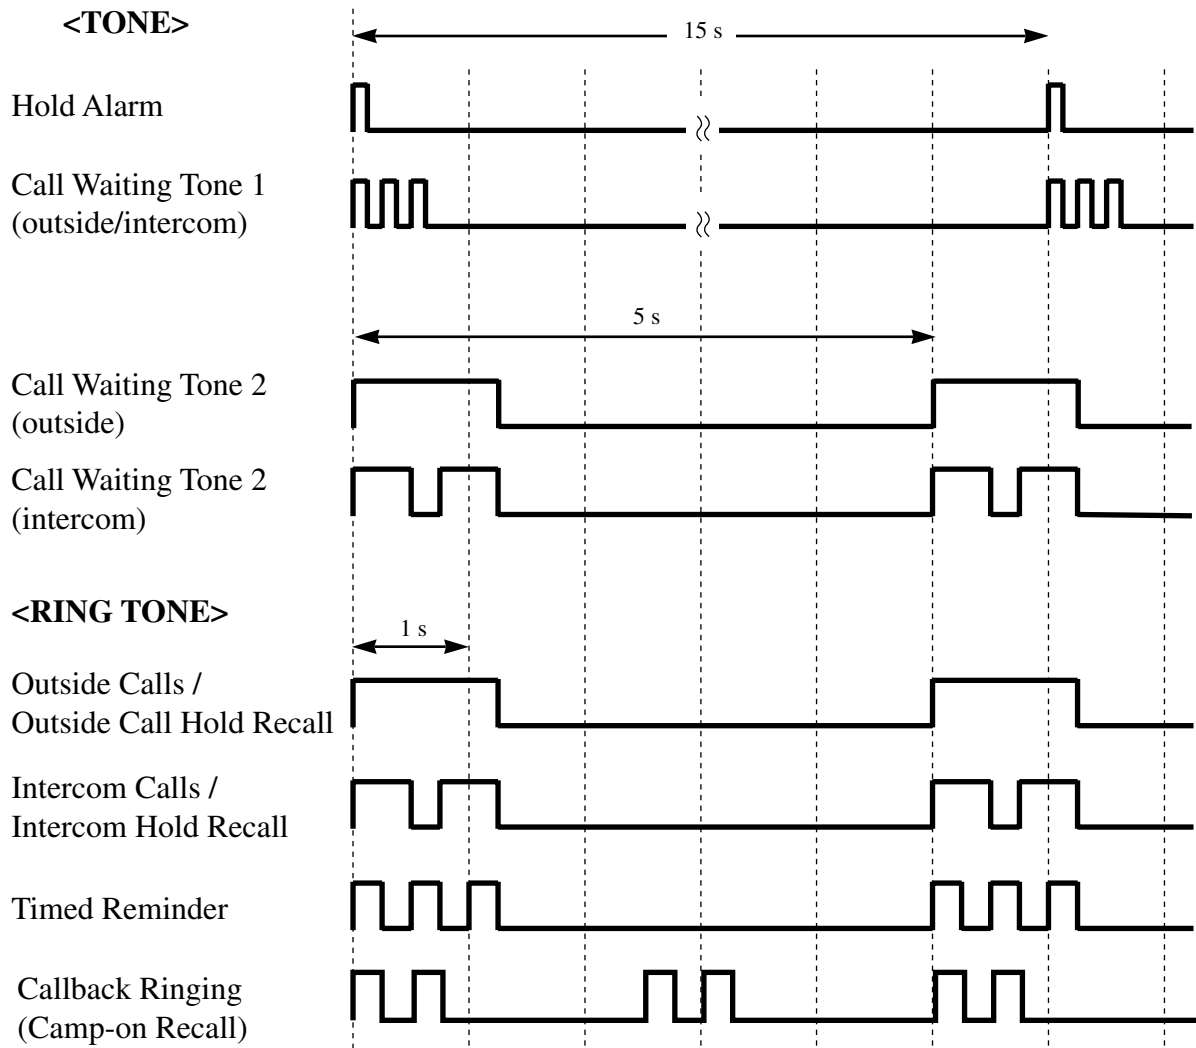 <TONE>
15 s
Hold Alarm
Call Waiting Tone 1
(outside/intercom)
5 s
Call Waiting Tone 2
(outside)
Call Waiting Tone 2
(intercom)
<RING TONE>
1 s
Outside Calls /
Outside Call Hold Recall
Intercom Calls /
Intercom Hold Recall
Timed Reminder
Callback Ringing
(Camp-on Recall)